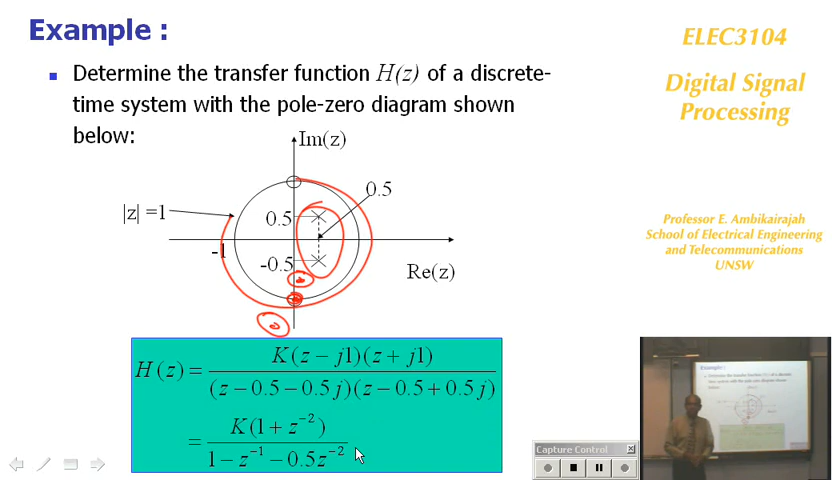 Example :
ELEC3104
Digital Signal
Processing
Determine the transfer function H(z) of a discrete-
time system with the pole-zero diagram shown
below:
Im(z)
0.5
|z| =1
0.5
-1
-0.5
Re(z)
Professor E. Ambikairajah
School of Electrical Engineering
and Telecommunications
UNSW
H(z) = K(z − j1)(z + j1) / (z − 0.5 − 0.5j)(z − 0.5 + 0.5j)
= K(1 + z⁻²) / 1 − z⁻¹ − 0.5z⁻²
Capture Control